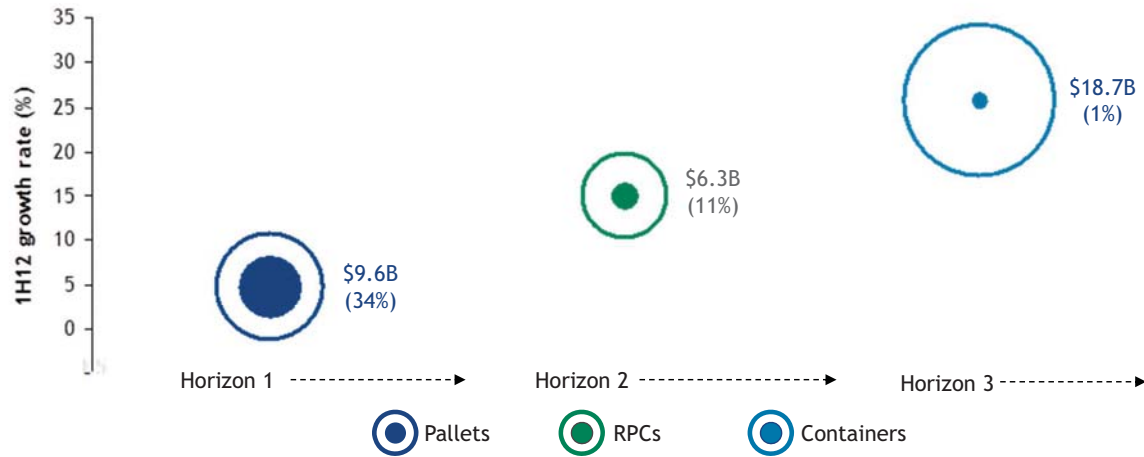 35
30
25
20
15
10
5
0
1H12 growth rate (%)
$18.7B
(1%)
$6.3B
(11%)
$9.6B
(34%)
Horizon 1
Horizon 2
Horizon 3
Pallets
RPCs
Containers